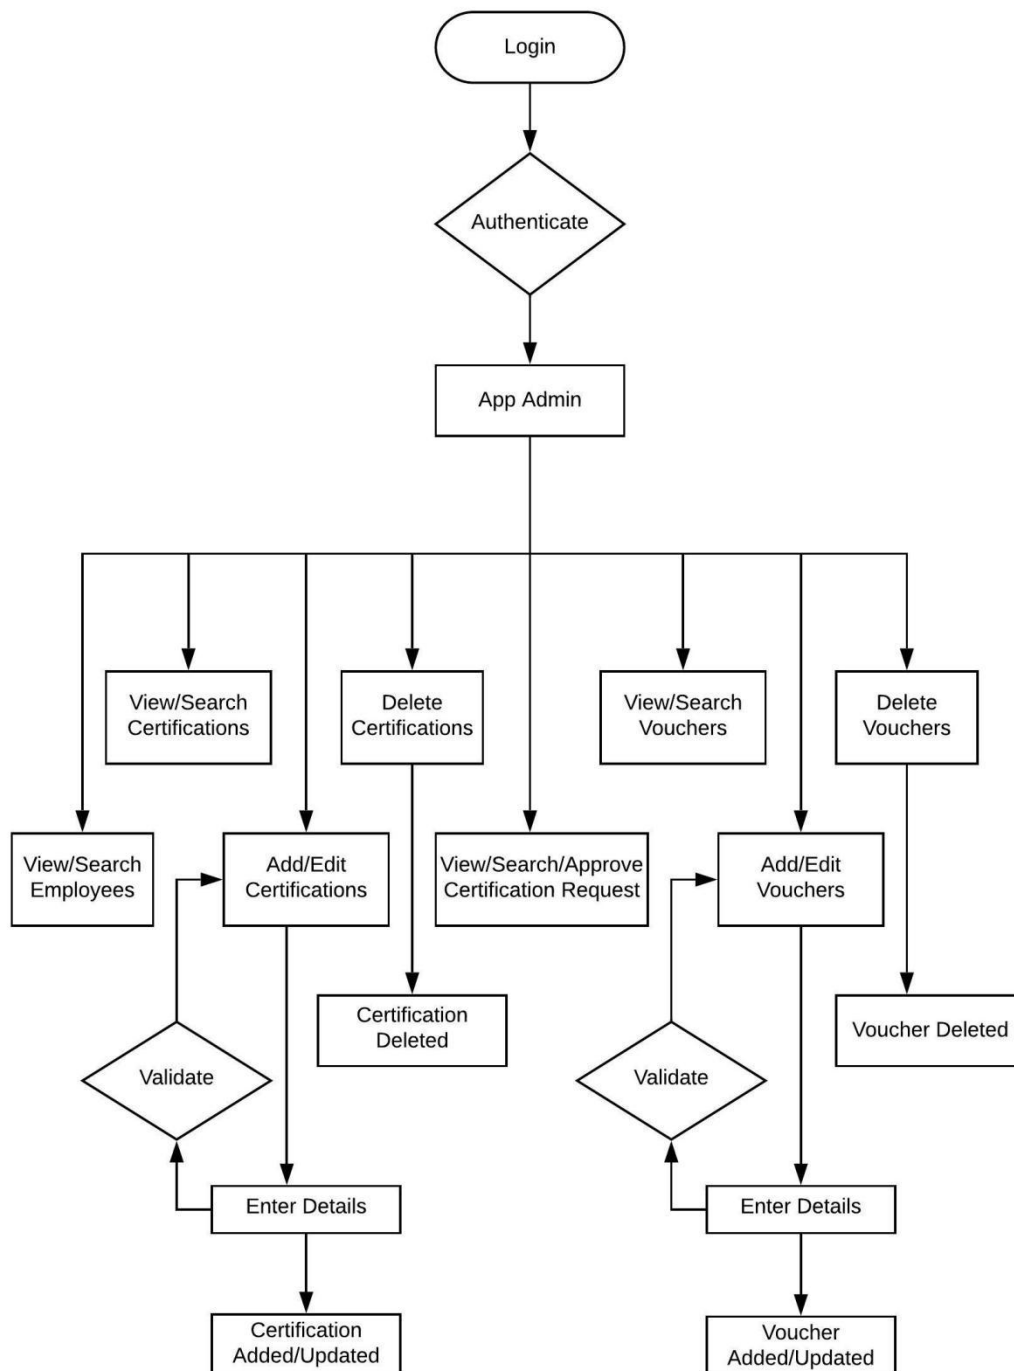 Login
Authenticate
App Admin
View/Search
Certifications
Delete
Certifications
View/Search
Vouchers
Delete
Vouchers
View/Search
Employees
Add/Edit
Certifications
View/Search/Approve
Certification Request
Add/Edit
Vouchers
Certification
Deleted
Voucher Deleted
Validate
Validate
Enter Details
Enter Details
Certification
Added/Updated
Voucher
Added/Updated